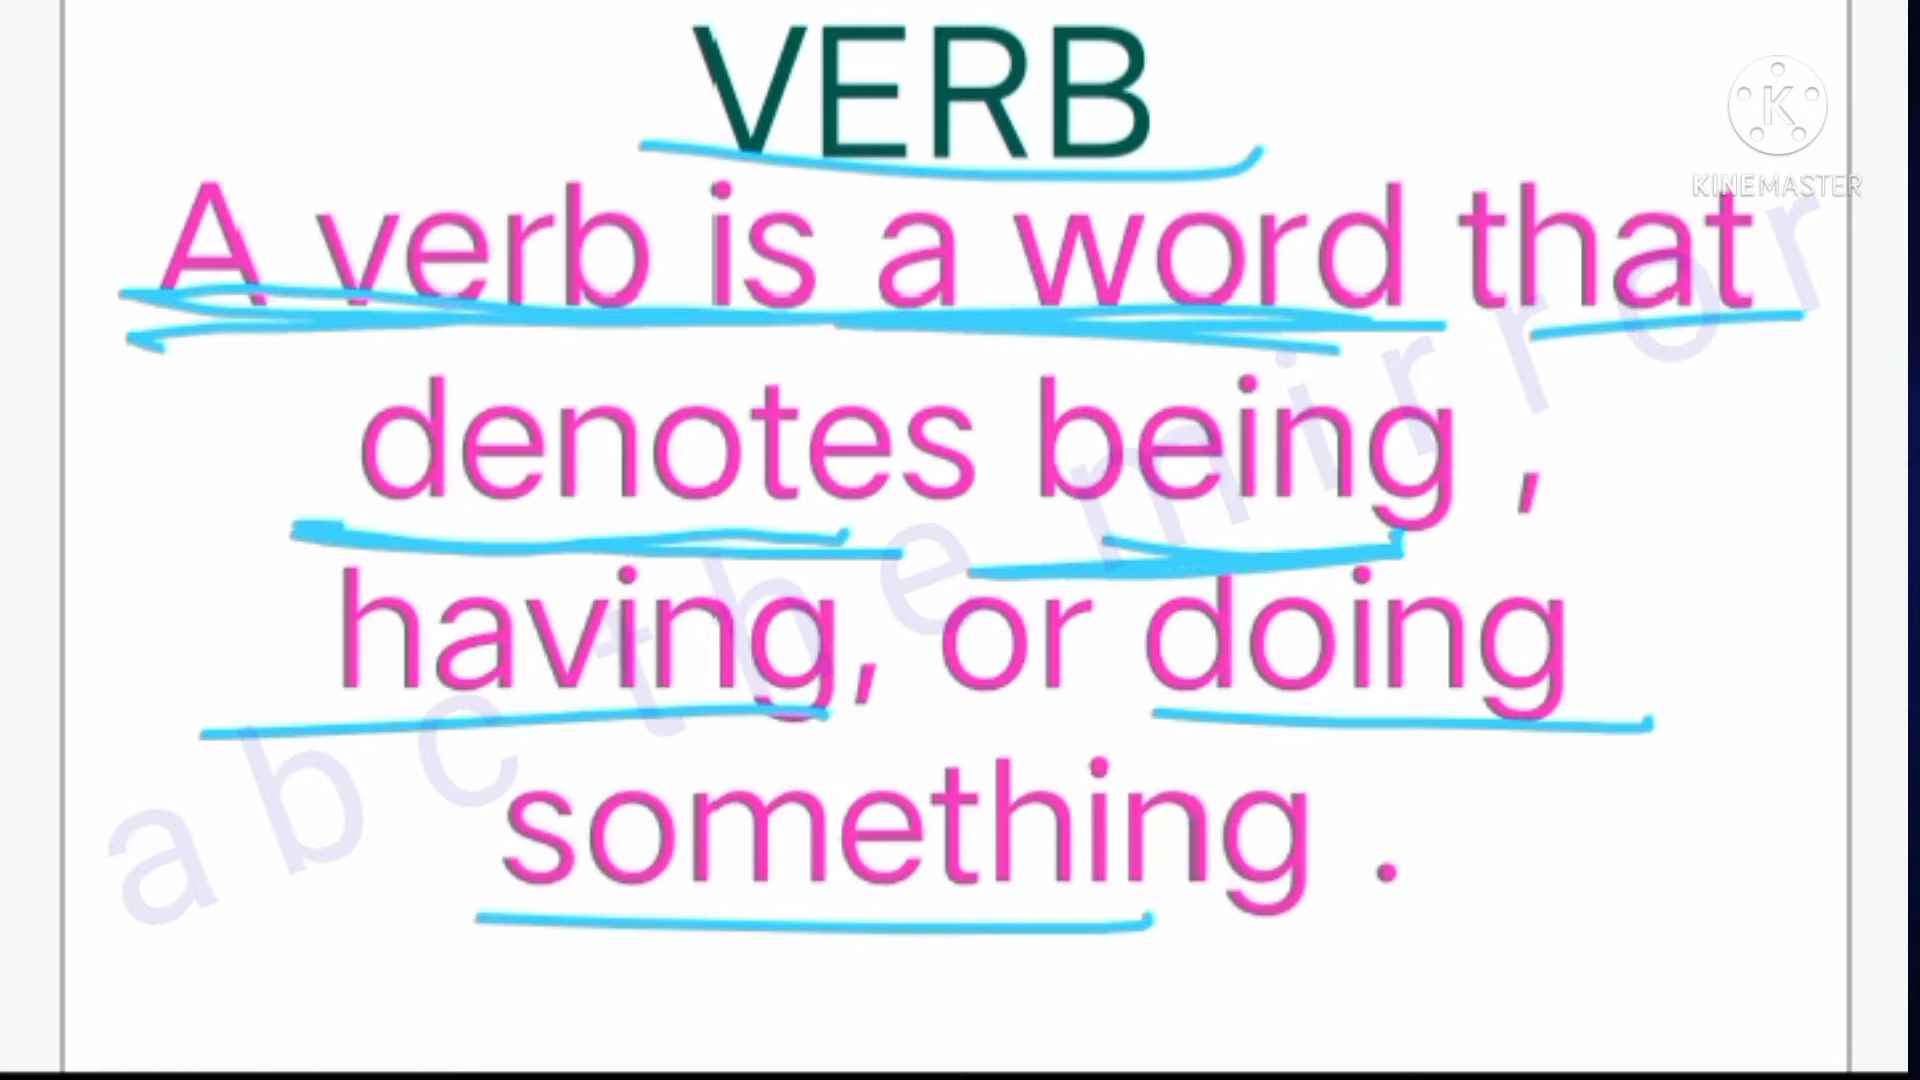 VERB
KINEMASTER
A verb is a word that
denotes being ,
having, or doing
something .
abc the mirror